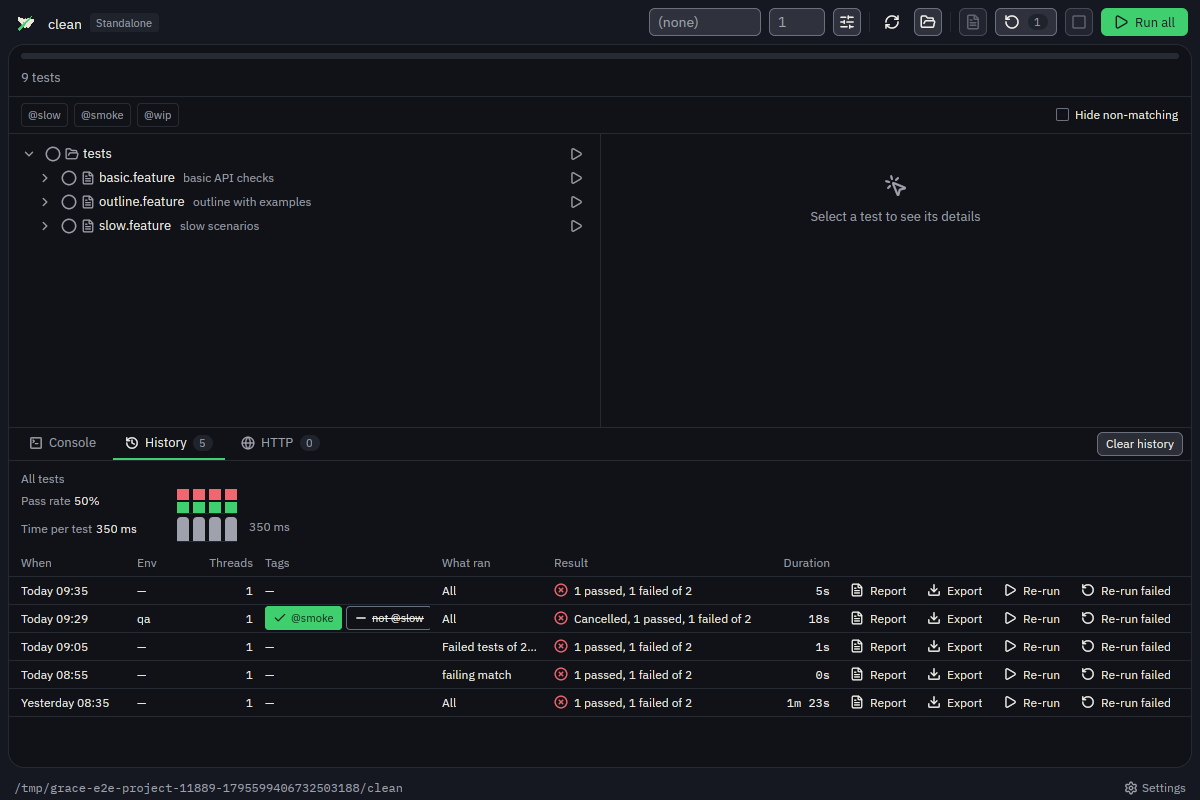 clean Standalone (none) 1 1 Run all
9 tests
@slow @smoke @wip Hide non-matching
tests
basic.feature basic API checks
outline.feature outline with examples
slow.feature slow scenarios
Select a test to see its details
Console History 5 HTTP 0 Clear history
All tests
Pass rate 50%
Time per test 350 ms 350 ms
When Env Threads Tags What ran Result Duration
Today 09:35 — 1 — All 1 passed, 1 failed of 2 5s Report Export Re-run Re-run failed
Today 09:29 qa 1 @smoke not @slow All Cancelled, 1 passed, 1 failed of 2 18s Report Export Re-run Re-run failed
Today 09:05 — 1 — Failed tests of 2... 1 passed, 1 failed of 2 1s Report Export Re-run Re-run failed
Today 08:55 — 1 — failing match 1 passed, 1 failed of 2 0s Report Export Re-run Re-run failed
Yesterday 08:35 — 1 — All 1 passed, 1 failed of 2 1m 23s Report Export Re-run Re-run failed
/tmp/grace-e2e-project-11889-1795599406732503188/clean Settings